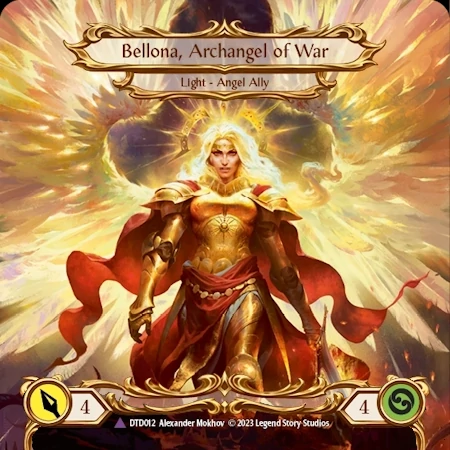 Bellona, Archangel of War
Light - Angel Ally
4
4
DTD012 Alexander Mokhov © 2023 Legend Story Studios